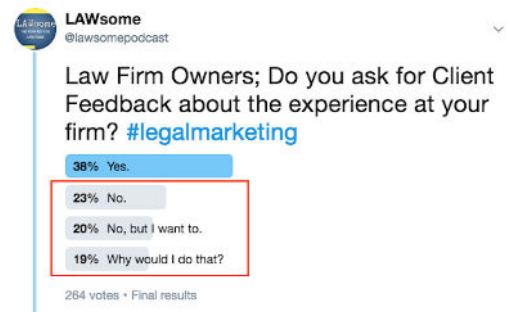 LAWsome
LAWsome
@lawsomepodcast
Law Firm Owners; Do you ask for Client
Feedback about the experience at your
firm? #legalmarketing
38% Yes.
23% No.
20% No, but I want to.
19% Why would I do that?
264 votes • Final results